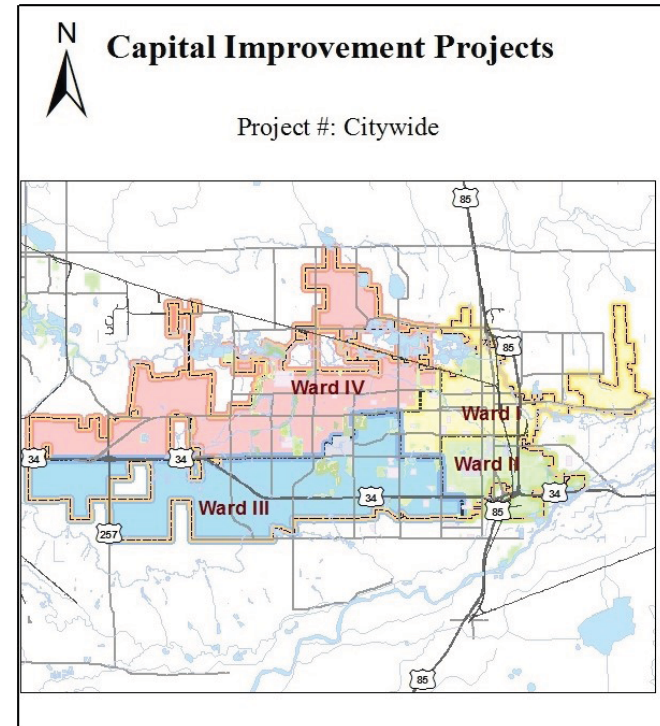 N
Capital Improvement Projects
Project #: Citywide
85
85
Ward IV
Ward I
34
34
Ward II
Ward III
34
34
85
257
85